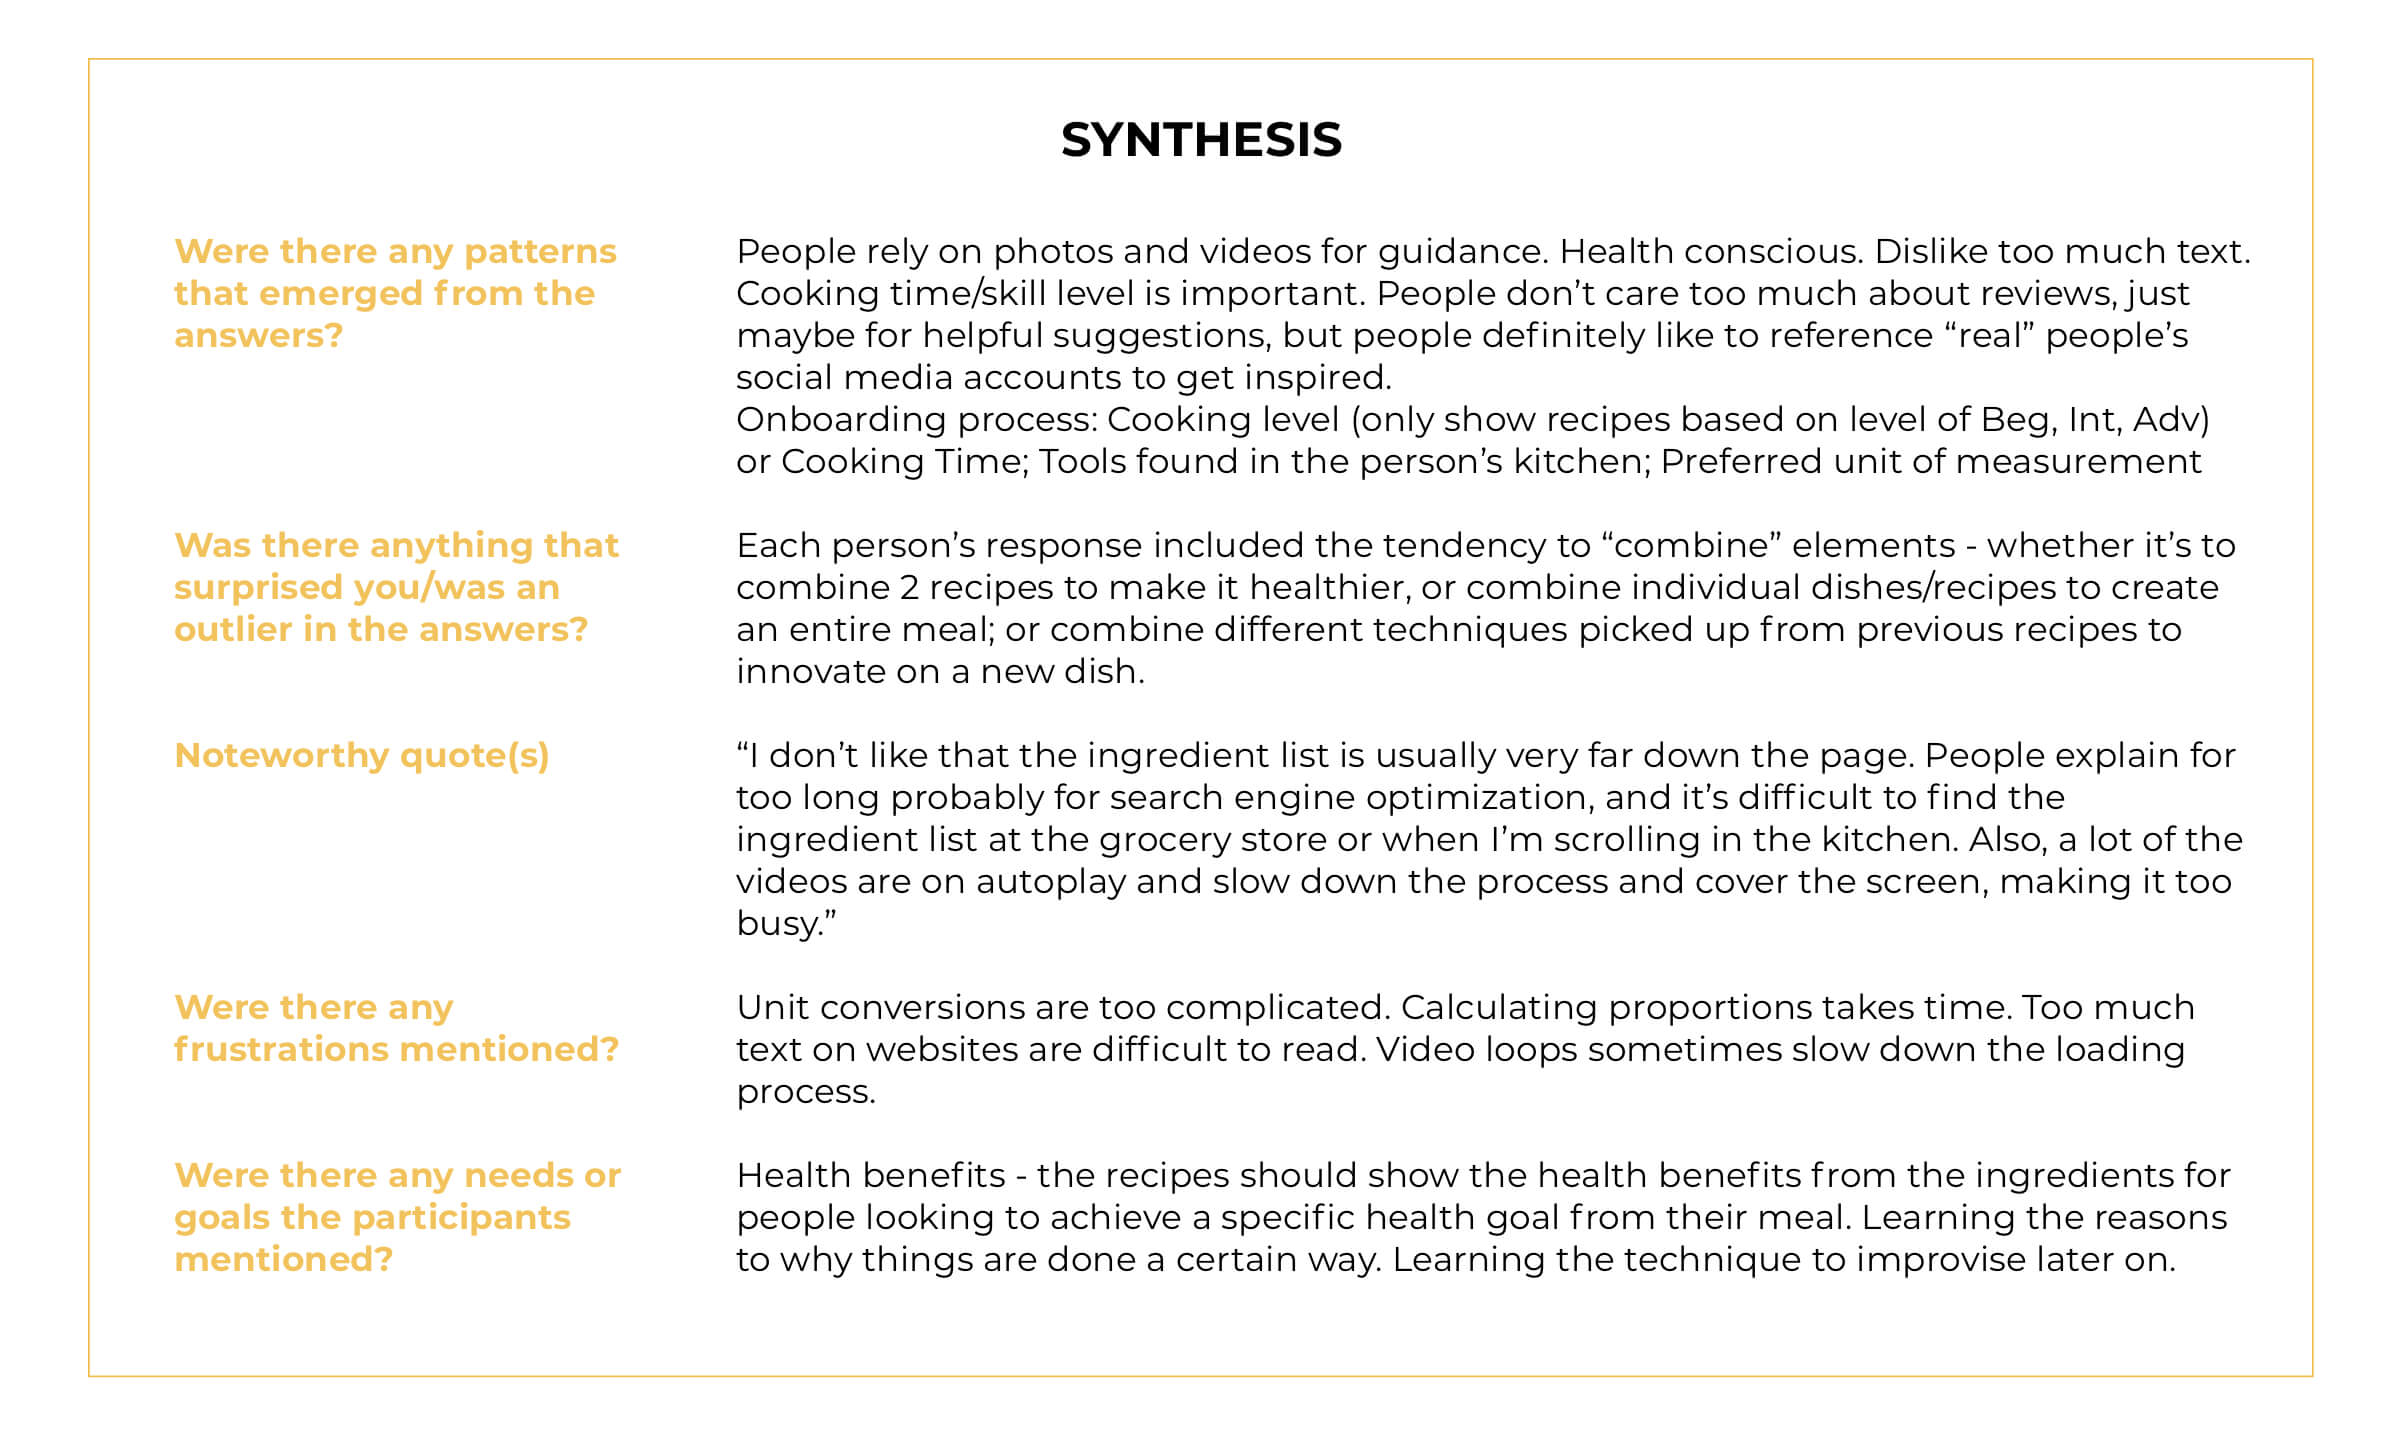 SYNTHESIS
Were there any patterns
that emerged from the
answers?
People rely on photos and videos for guidance. Health conscious. Dislike too much text.
Cooking time/skill level is important. People don’t care too much about reviews, just
maybe for helpful suggestions, but people definitely like to reference “real” people’s
social media accounts to get inspired.
Onboarding process: Cooking level (only show recipes based on level of Beg, Int, Adv)
or Cooking Time; Tools found in the person’s kitchen; Preferred unit of measurement
Was there anything that
surprised you/was an
outlier in the answers?
Each person’s response included the tendency to “combine” elements - whether it’s to
combine 2 recipes to make it healthier, or combine individual dishes/recipes to create
an entire meal; or combine different techniques picked up from previous recipes to
innovate on a new dish.
Noteworthy quote(s)
“I don’t like that the ingredient list is usually very far down the page. People explain for
too long probably for search engine optimization, and it’s difficult to find the
ingredient list at the grocery store or when I’m scrolling in the kitchen. Also, a lot of the
videos are on autoplay and slow down the process and cover the screen, making it too
busy.”
Were there any
frustrations mentioned?
Unit conversions are too complicated. Calculating proportions takes time. Too much
text on websites are difficult to read. Video loops sometimes slow down the loading
process.
Were there any needs or
goals the participants
mentioned?
Health benefits - the recipes should show the health benefits from the ingredients for
people looking to achieve a specific health goal from their meal. Learning the reasons
to why things are done a certain way. Learning the technique to improvise later on.